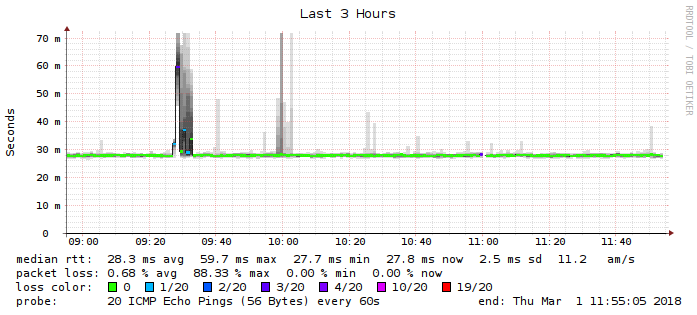 Last 3 Hours
RRDTOOL / TOBI OETIKER
Seconds
70 m
60 m
50 m
40 m
30 m
20 m
10 m
0
09:00 09:20 09:40 10:00 10:20 10:40 11:00 11:20 11:40
median rtt: 28.3 ms avg 59.7 ms max 27.7 ms min 27.8 ms now 2.5 ms sd 11.2 am/s
packet loss: 0.68 % avg 88.33 % max 0.00 % min 0.00 % now
loss color: 0 1/20 2/20 3/20 4/20 10/20 19/20
probe: 20 ICMP Echo Pings (56 Bytes) every 60s end: Thu Mar 1 11:55:05 2018